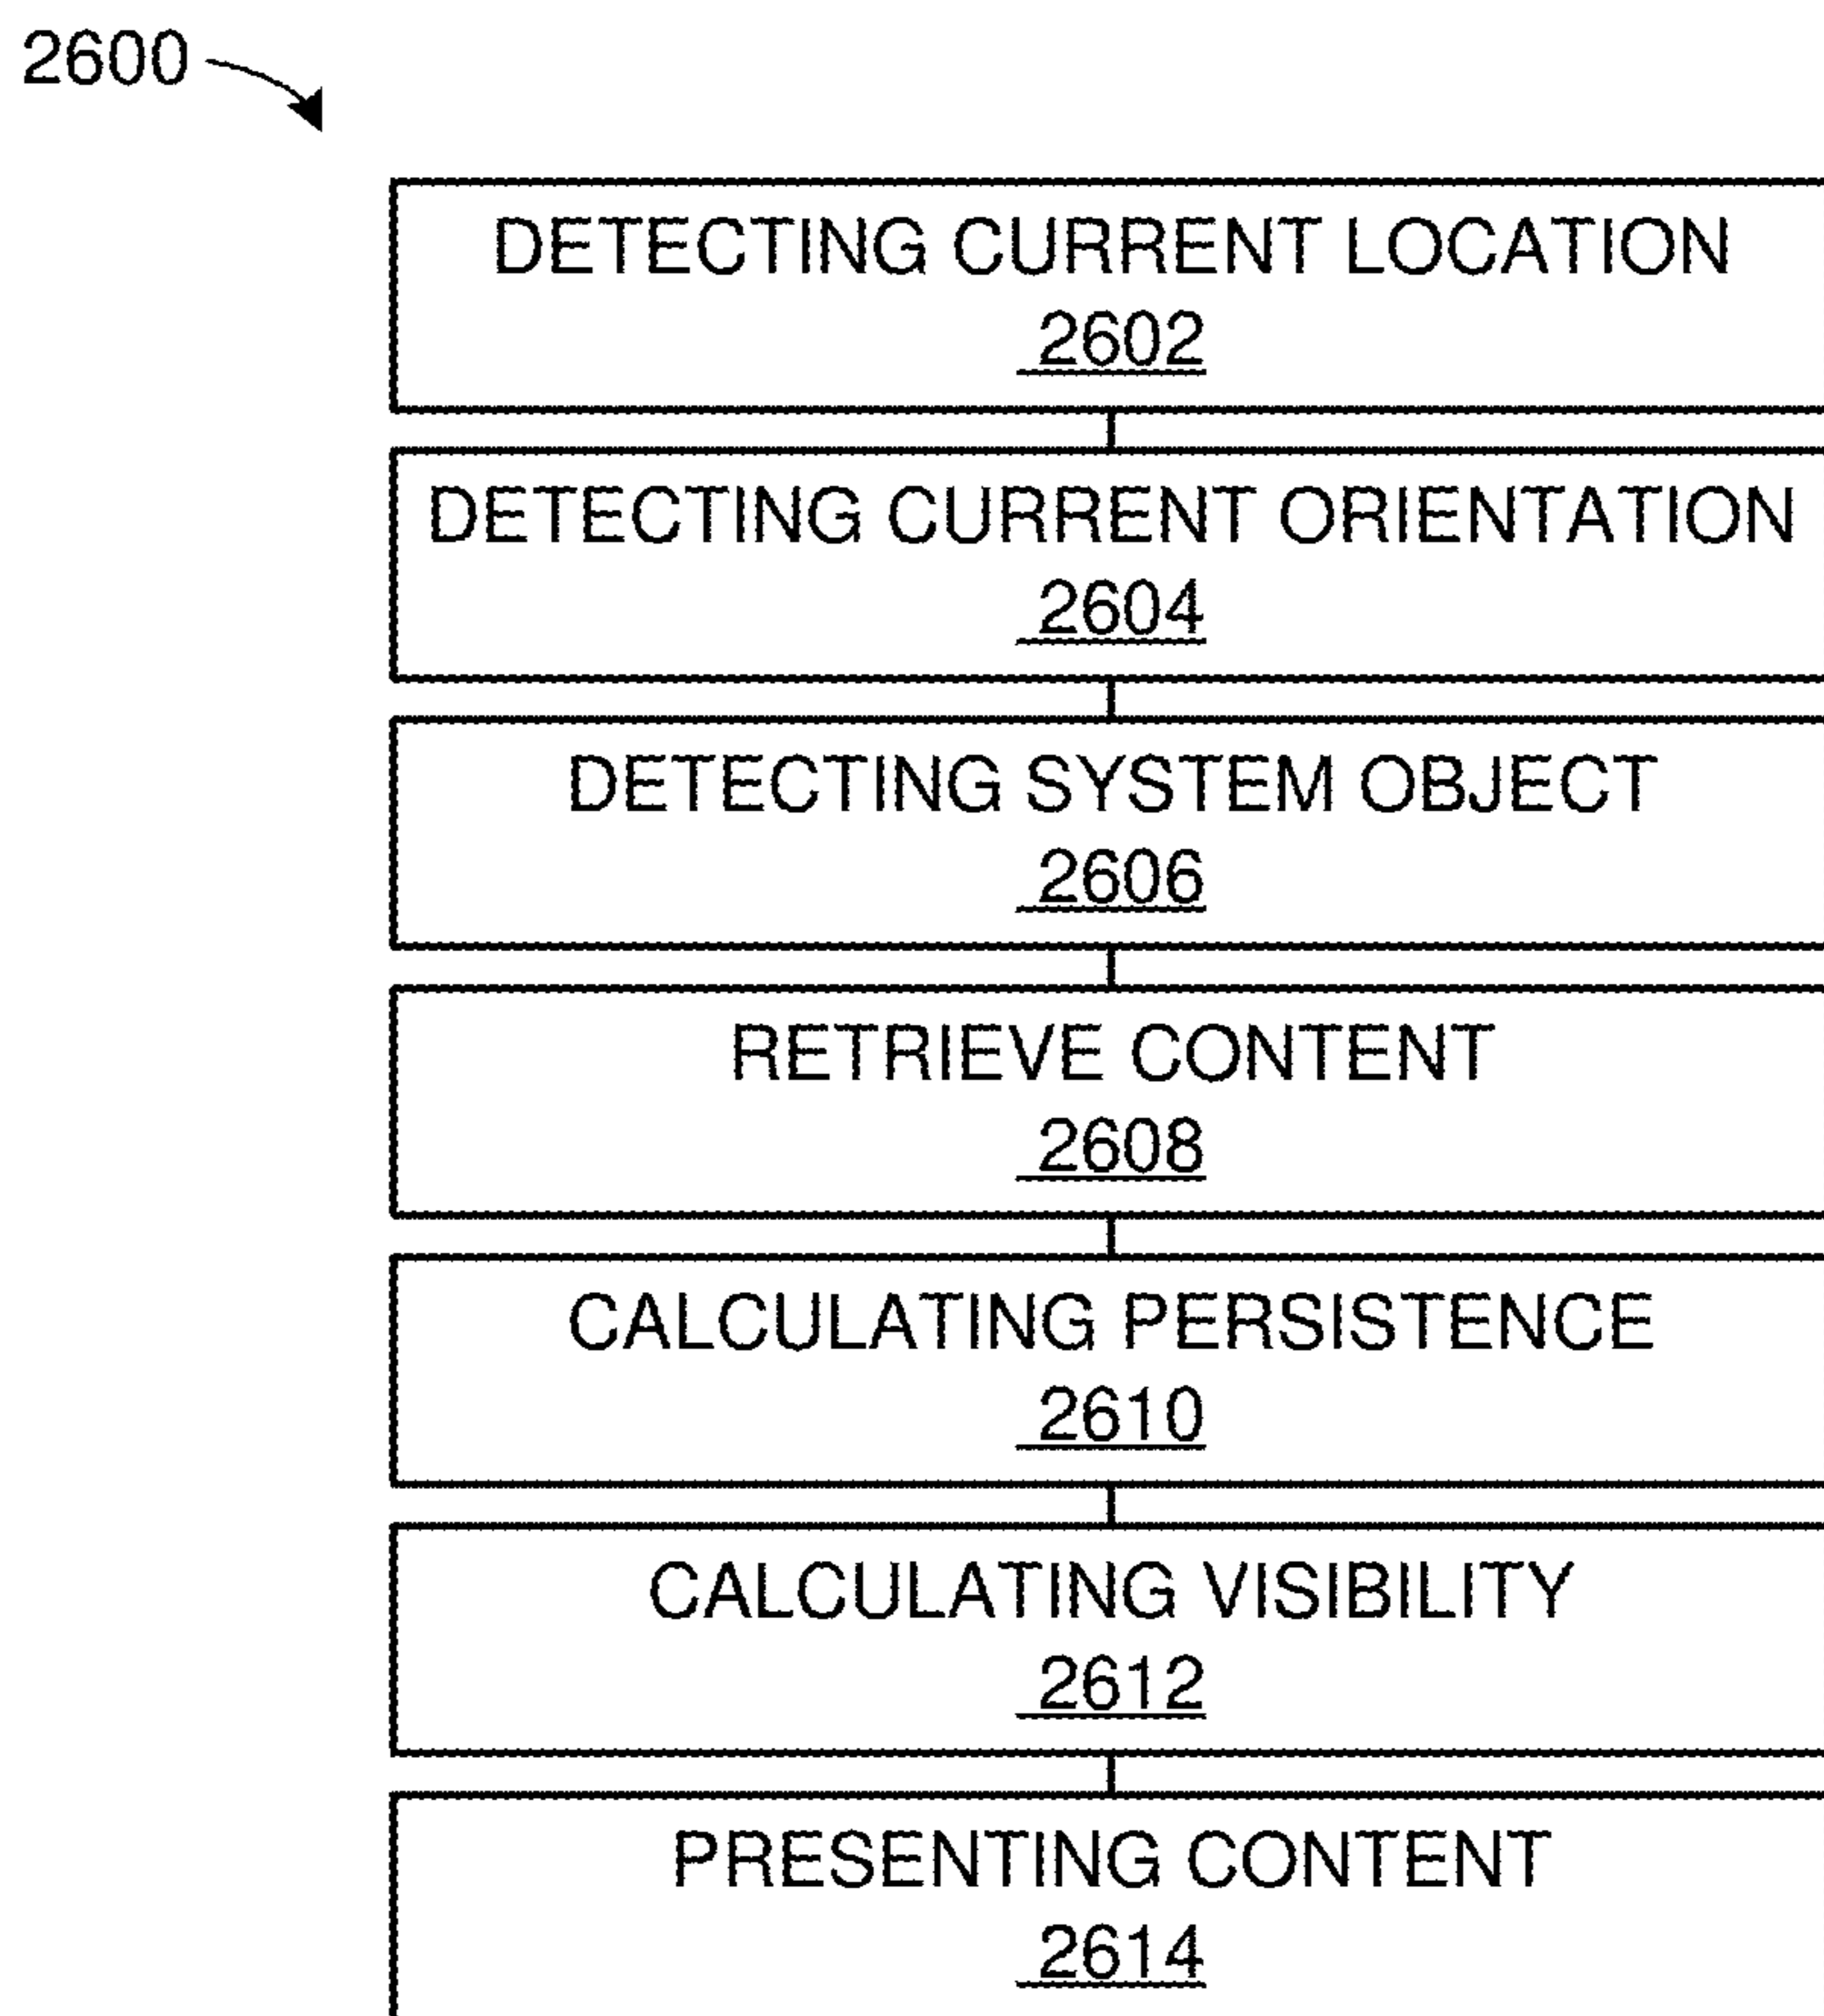 2600
DETECTING CURRENT LOCATION
2602
DETECTING CURRENT ORIENTATION
2604
DETECTING SYSTEM OBJECT
2606
RETRIEVE CONTENT
2608
CALCULATING PERSISTENCE
2610
CALCULATING VISIBILITY
2612
PRESENTING CONTENT
2614